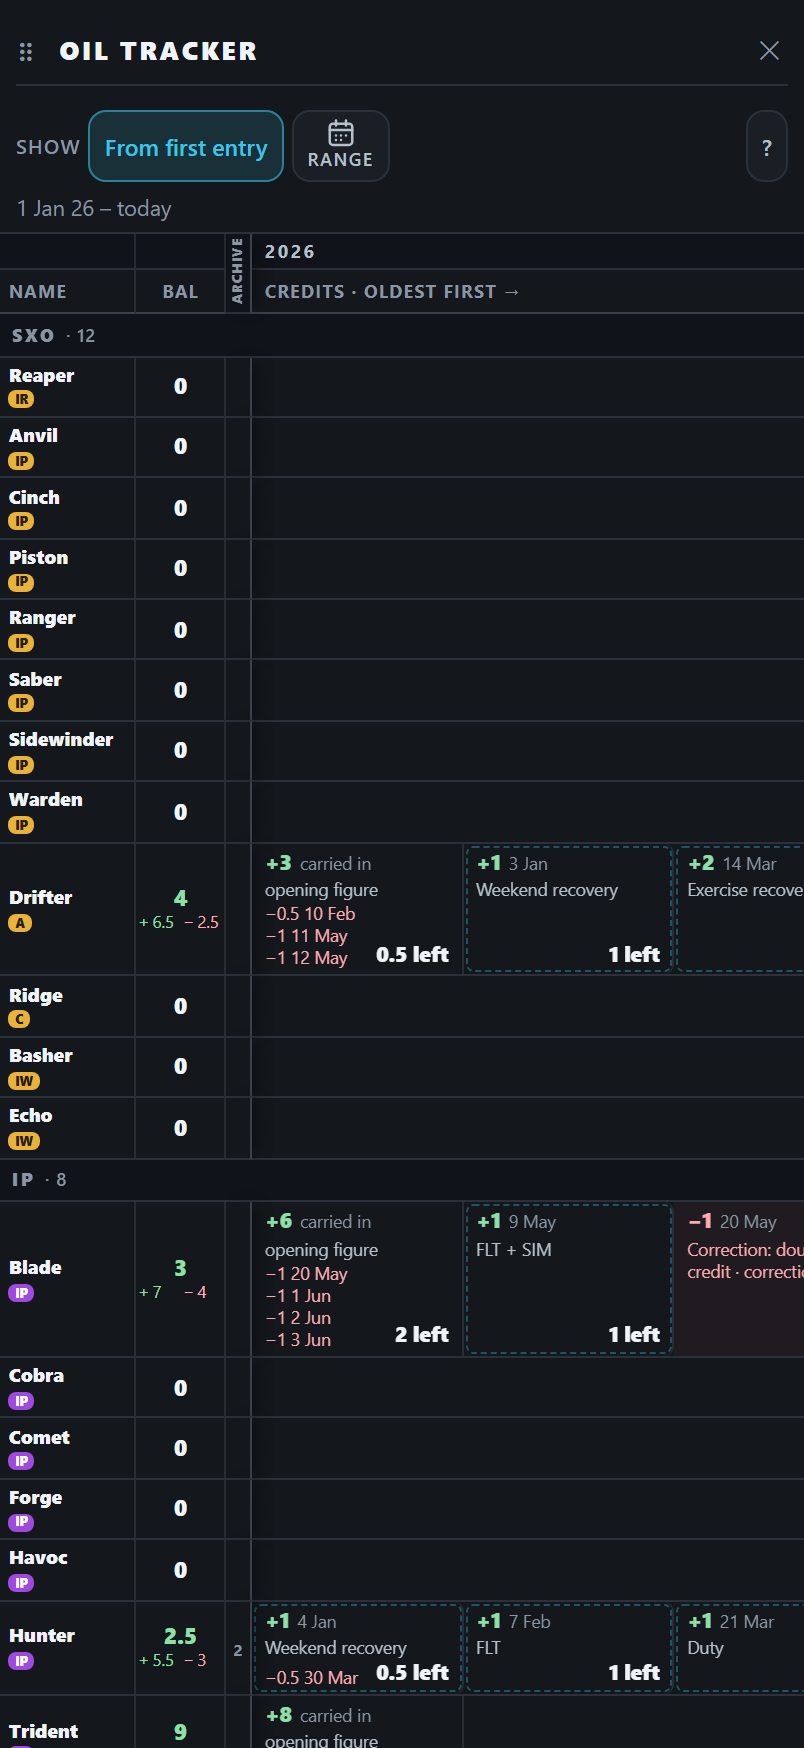 OIL TRACKER
SHOW From first entry RANGE ?
1 Jan 26 – today
ARCHIVE 2026
NAME BAL CREDITS · OLDEST FIRST →
SXO · 12
Reaper 0
IR
Anvil 0
IP
Cinch 0
IP
Piston 0
IP
Ranger 0
IP
Saber 0
IP
Sidewinder 0
IP
Warden 0
IP
+3 carried in +1 3 Jan +2 14 Mar
opening figure Weekend recovery Exercise recove
Drifter 4
A + 6.5 − 2.5
−0.5 10 Feb
−1 11 May
−1 12 May 0.5 left 1 left
Ridge 0
C
Basher 0
IW
Echo 0
IW
IP · 8
+6 carried in +1 9 May −1 20 May
opening figure FLT + SIM Correction: dou
credit · correctio
Blade 3
IP + 7 − 4
−1 20 May
−1 1 Jun
−1 2 Jun
−1 3 Jun 2 left 1 left
Cobra 0
IP
Comet 0
IP
Forge 0
IP
Havoc 0
IP
+1 4 Jan +1 7 Feb +1 21 Mar
Hunter 2.5 2 Weekend recovery FLT Duty
IP + 5.5 − 3 −0.5 30 Mar 0.5 left 1 left
+8 carried in
Trident 9 opening figure